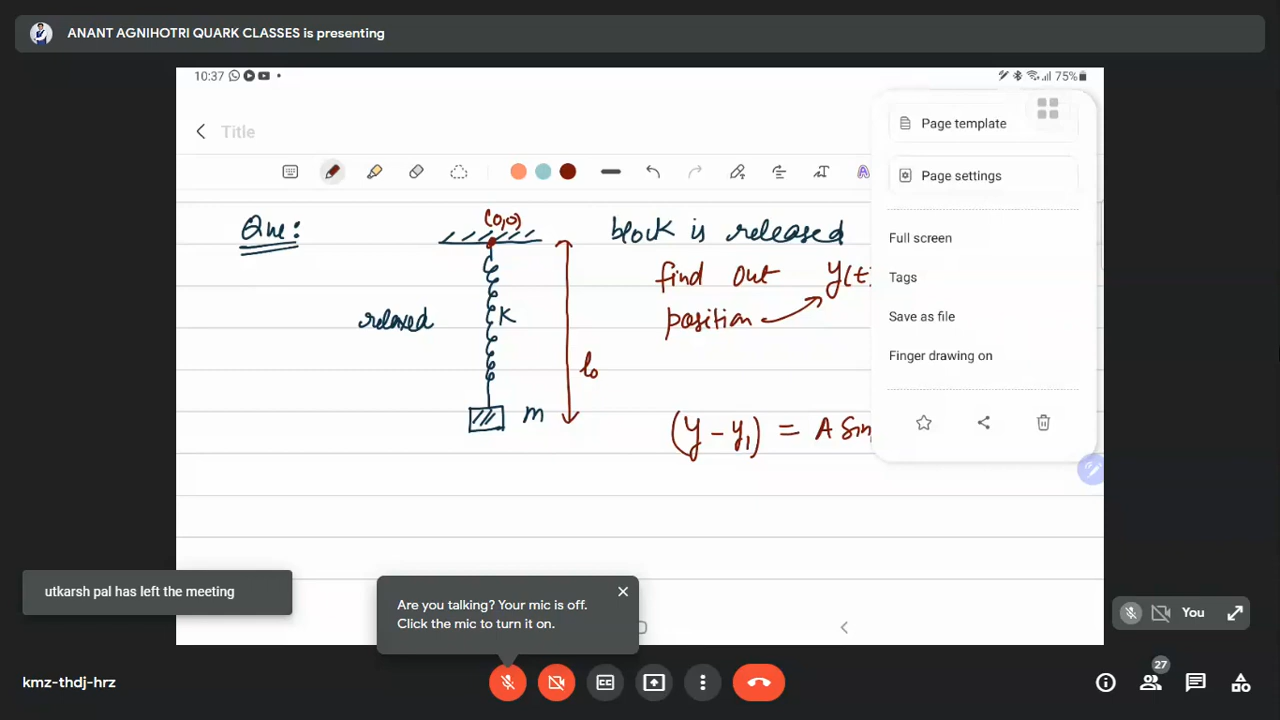 ANANT AGNIHOTRI QUARK CLASSES is presenting
10:37
75%
Title
Page template
Page settings
Full screen
Tags
Save as file
Finger drawing on
Que:
(0,0)
block is released
find out y(t)
position
relaxed
K
l₀
m
(y - y₁) = A Sin
utkarsh pal has left the meeting
Are you talking? Your mic is off.
Click the mic to turn it on.
You
kmz-thdj-hrz
CC
27